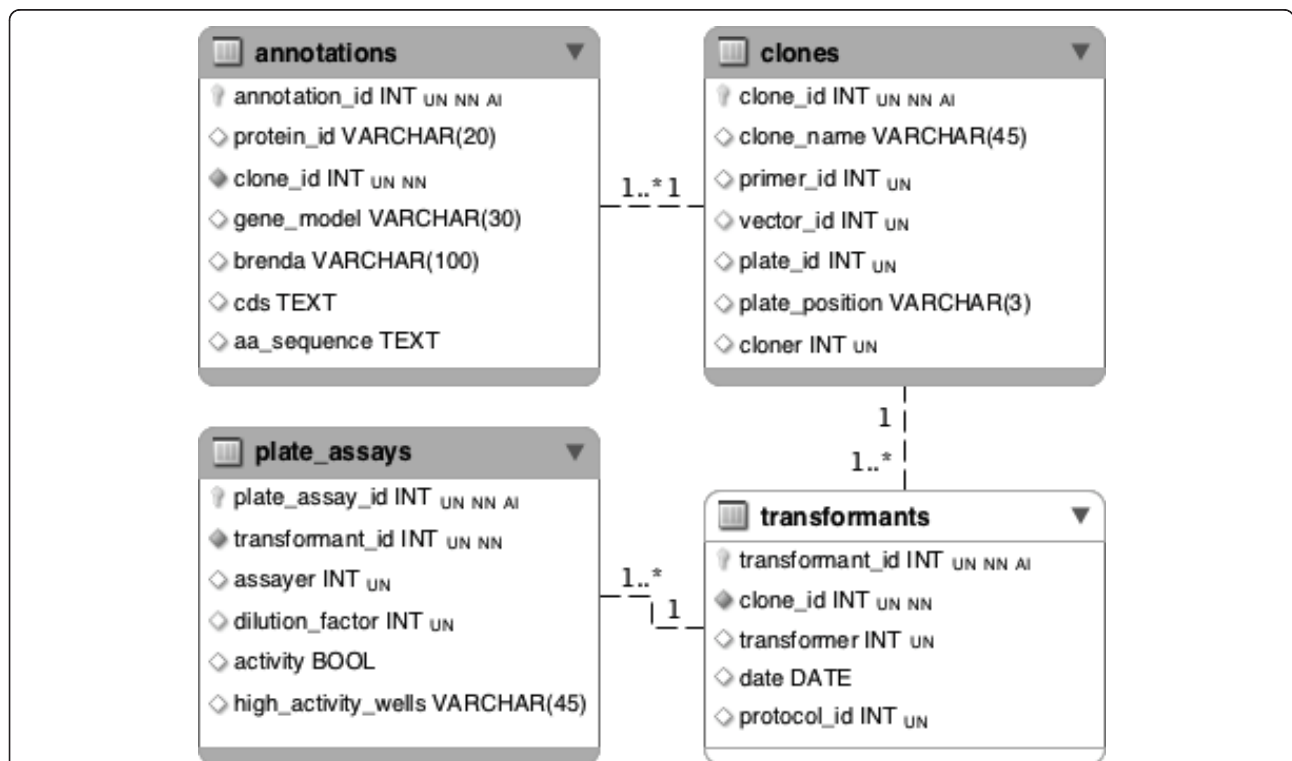 annotations
annotation_id INT UN NN AI
protein_id VARCHAR(20)
clone_id INT UN NN
gene_model VARCHAR(30)
brenda VARCHAR(100)
cds TEXT
aa_sequence TEXT
1..* 1
clones
clone_id INT UN NN AI
clone_name VARCHAR(45)
primer_id INT UN
vector_id INT UN
plate_id INT UN
plate_position VARCHAR(3)
cloner INT UN
1
1..*
plate_assays
plate_assay_id INT UN NN AI
transformant_id INT UN NN
assayer INT UN
dilution_factor INT UN
activity BOOL
high_activity_wells VARCHAR(45)
1..*
1
transformants
transformant_id INT UN NN AI
clone_id INT UN NN
transformer INT UN
date DATE
protocol_id INT UN